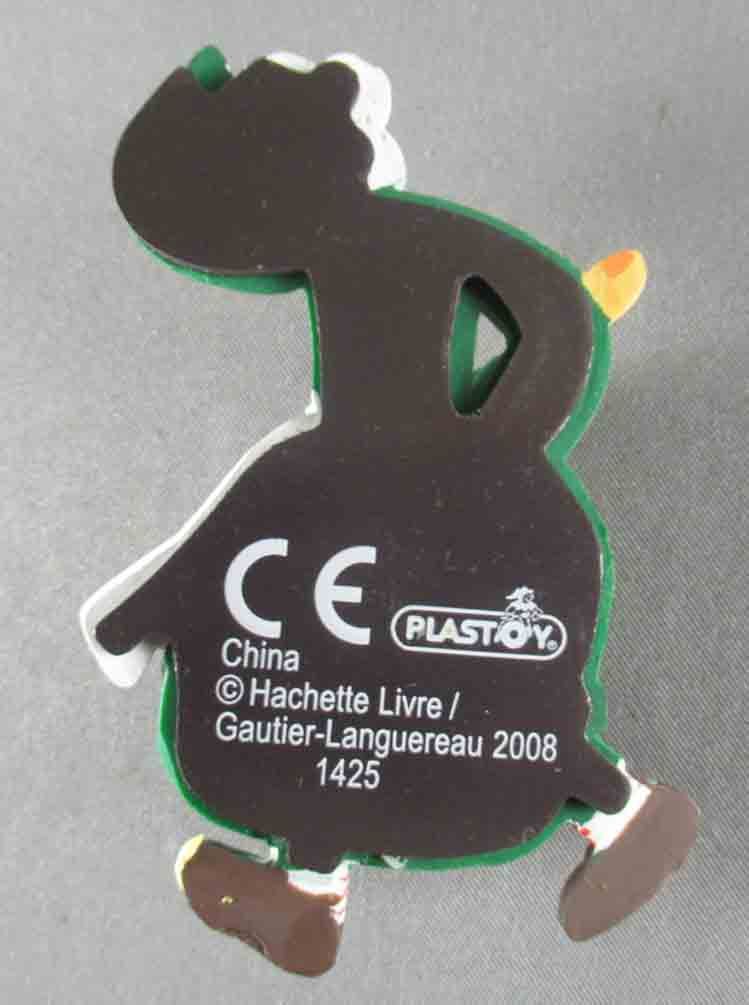 CE
PLASTOY®
China
© Hachette Livre /
Gautier-Languereau 2008
1425